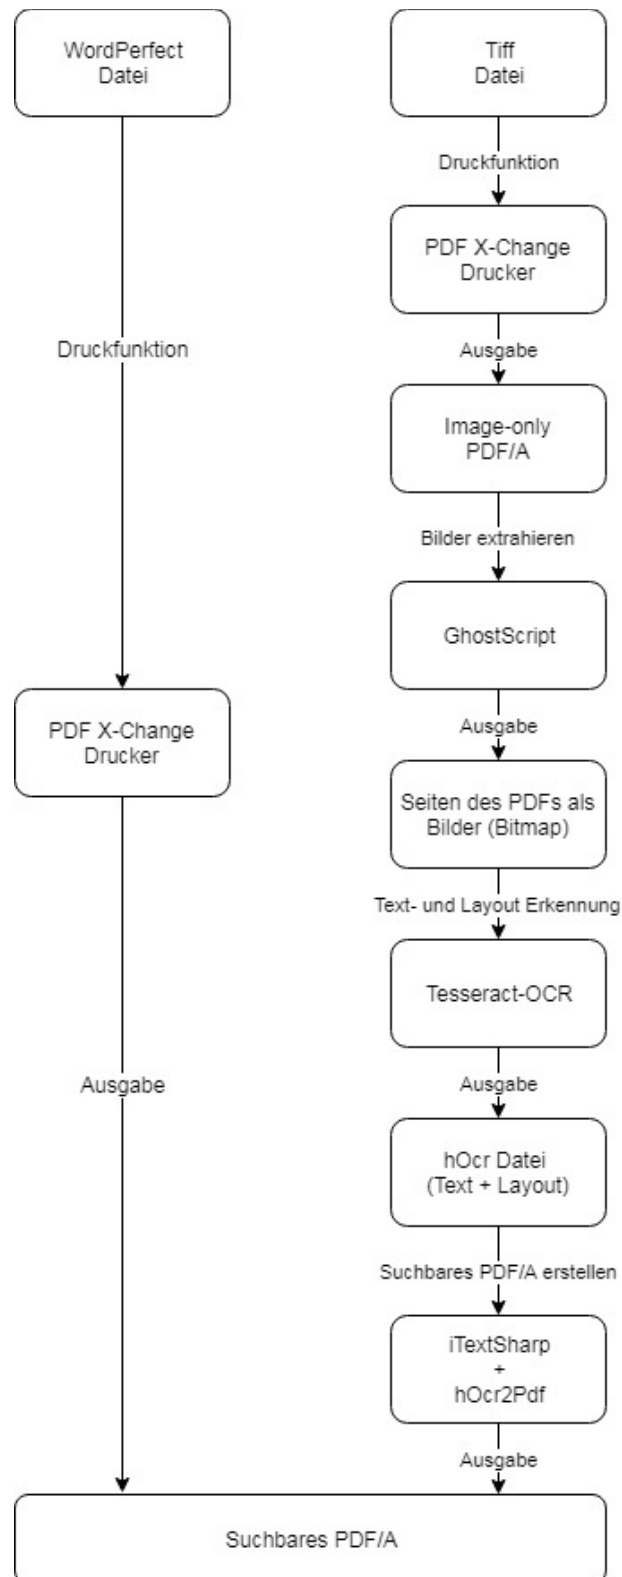 WordPerfect
Datei
Druckfunktion
PDF X-Change
Drucker
Ausgabe
Tiff
Datei
Druckfunktion
PDF X-Change
Drucker
Ausgabe
Image-only
PDF/A
Bilder extrahieren
GhostScript
Ausgabe
Seiten des PDFs als
Bilder (Bitmap)
Text- und Layout Erkennung
Tesseract-OCR
Ausgabe
hOcr Datei
(Text + Layout)
Suchbares PDF/A erstellen
iTextSharp
+
hOcr2Pdf
Ausgabe
Suchbares PDF/A